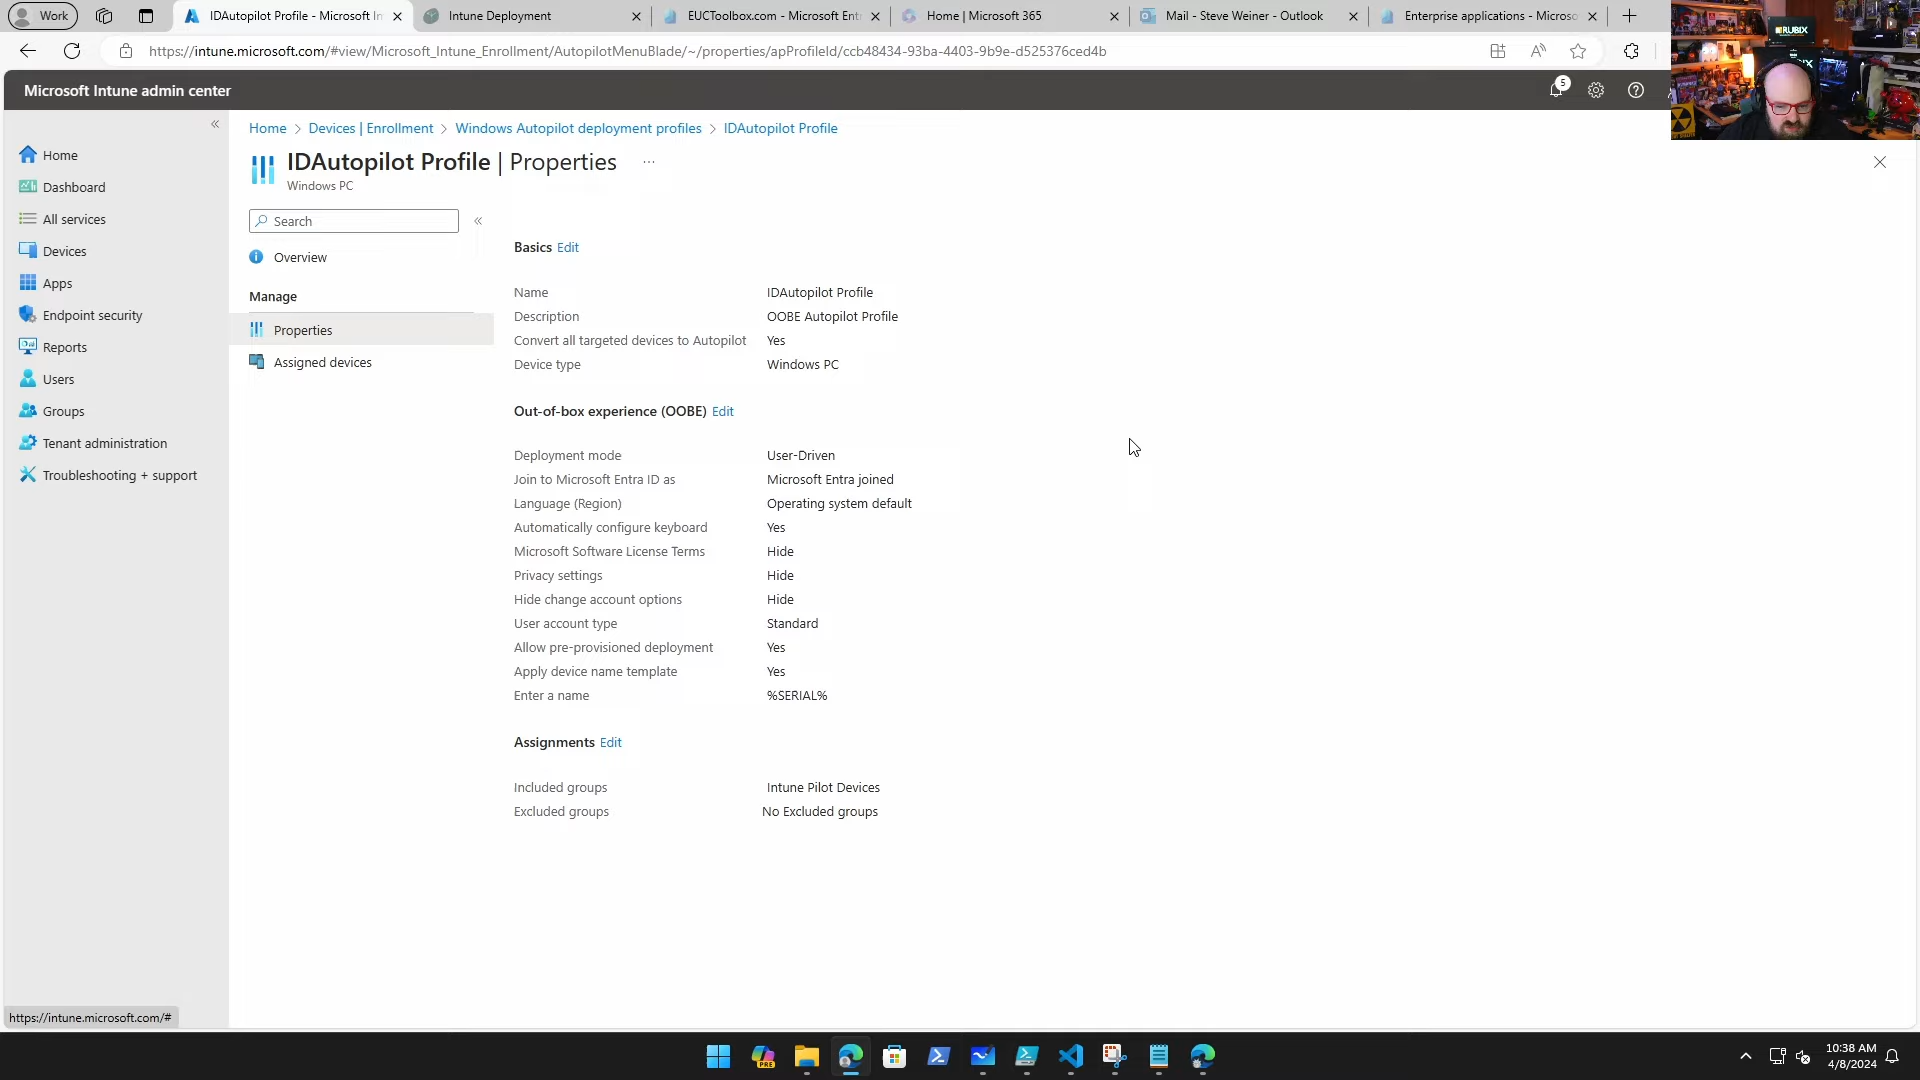 Work
IDAutopilot Profile - Microsoft In
Intune Deployment
EUCToolbox.com - Microsoft Ent
Home | Microsoft 365
Mail - Steve Weiner - Outlook
Enterprise applications - Microso
https://intune.microsoft.com/#view/Microsoft_Intune_Enrollment/AutopilotMenuBlade/~/properties/apProfileId/ccb48434-93ba-4403-9b9e-d525376ced4b
RUBIX
Microsoft Intune admin center
5
Home > Devices | Enrollment > Windows Autopilot deployment profiles > IDAutopilot Profile
IDAutopilot Profile | Properties
Windows PC
Home
Dashboard
All services
Devices
Apps
Endpoint security
Reports
Users
Groups
Tenant administration
Troubleshooting + support
Search
Overview
Manage
Properties
Assigned devices
Basics Edit
Name IDAutopilot Profile
Description OOBE Autopilot Profile
Convert all targeted devices to Autopilot Yes
Device type Windows PC
Out-of-box experience (OOBE) Edit
Deployment mode User-Driven
Join to Microsoft Entra ID as Microsoft Entra joined
Language (Region) Operating system default
Automatically configure keyboard Yes
Microsoft Software License Terms Hide
Privacy settings Hide
Hide change account options Hide
User account type Standard
Allow pre-provisioned deployment Yes
Apply device name template Yes
Enter a name %SERIAL%
Assignments Edit
Included groups Intune Pilot Devices
Excluded groups No Excluded groups
https://intune.microsoft.com/#
PRE
10:38 AM
4/8/2024